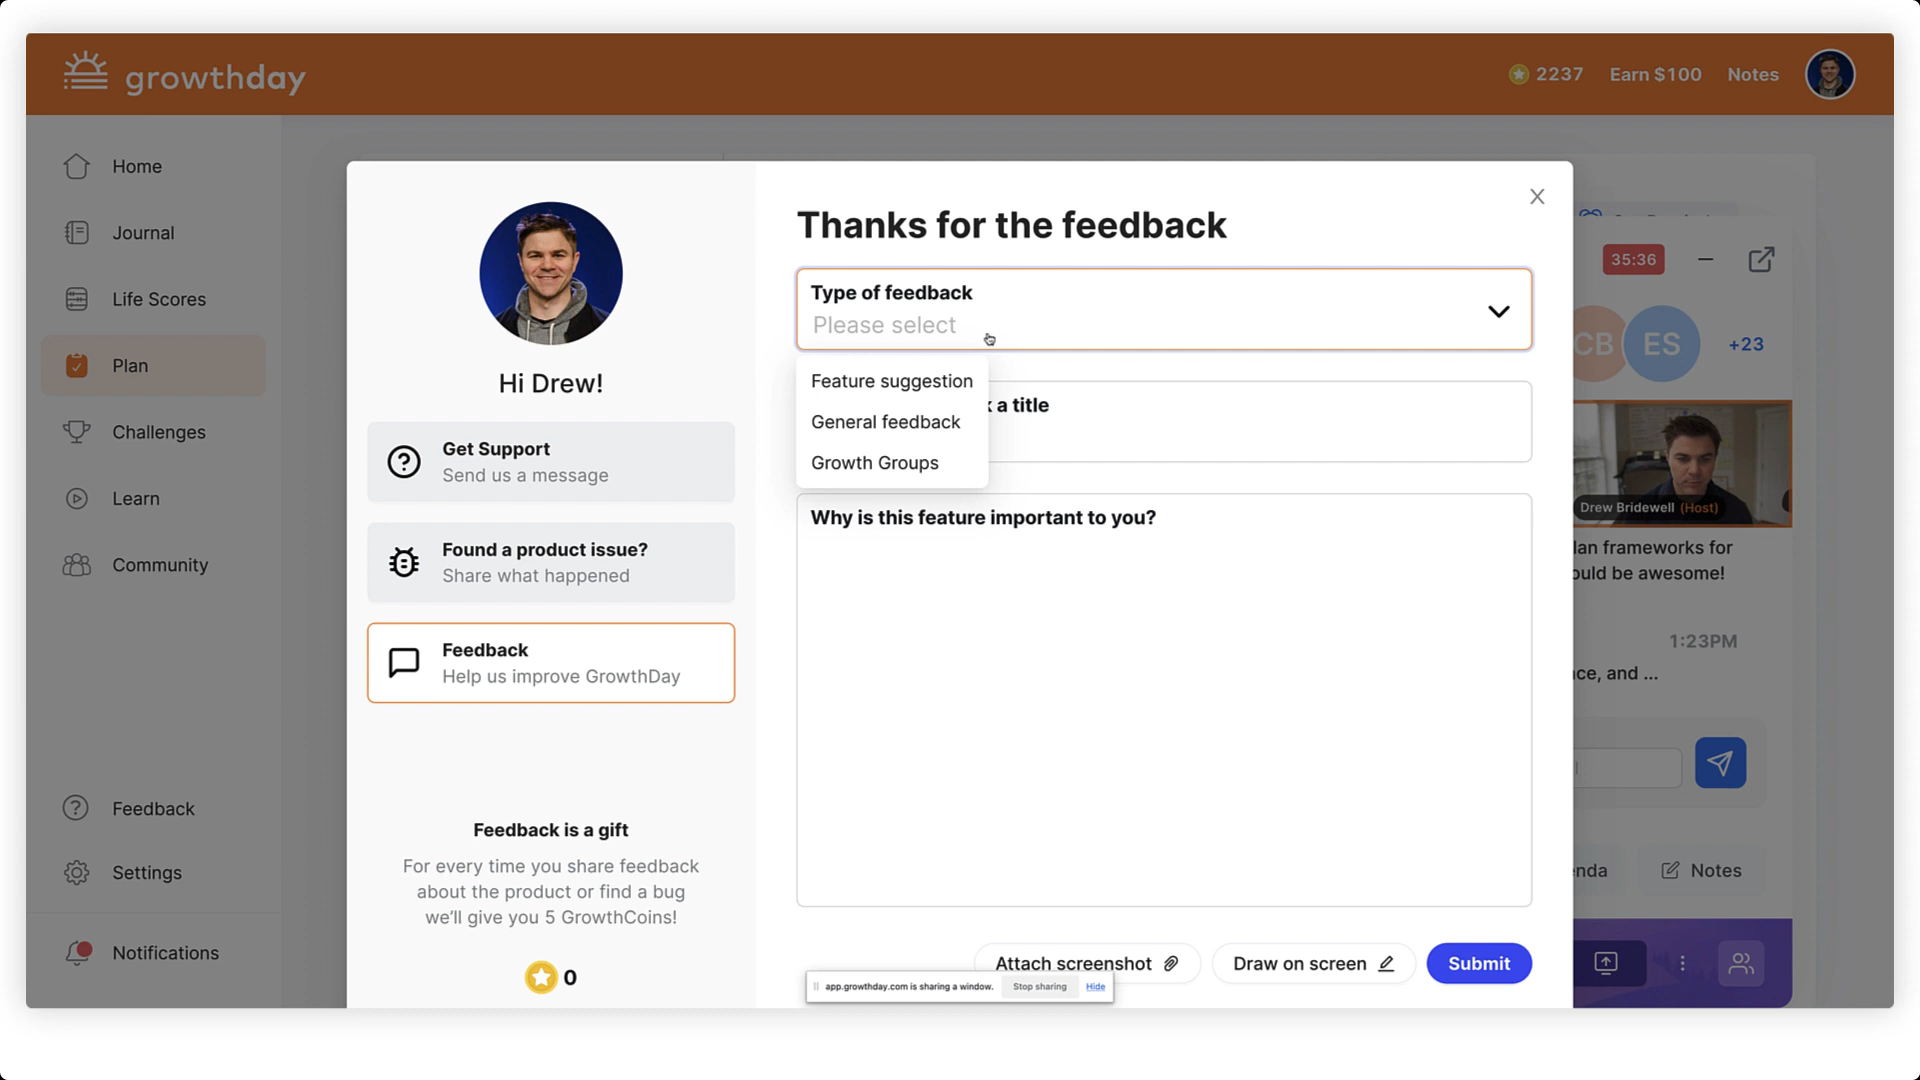 growthday
2237
Earn $100
Notes
Home
Journal
Life Scores
Plan
Challenges
Learn
Community
Feedback
Settings
Notifications
Hi Drew!
Get Support
Send us a message
Found a product issue?
Share what happened
Feedback
Help us improve GrowthDay
Feedback is a gift
For every time you share feedback
about the product or find a bug
we'll give you 5 GrowthCoins!
0
Thanks for the feedback
Type of feedback
Please select
Feature suggestion
General feedback
Growth Groups
a title
Why is this feature important to you?
Attach screenshot
Draw on screen
Submit
app.growthday.com is sharing a window.
Stop sharing
Hide
35:36
CB
ES
+23
Drew Bridewell (Host)
lan frameworks for
ould be awesome!
1:23PM
ce, and ...
nda
Notes